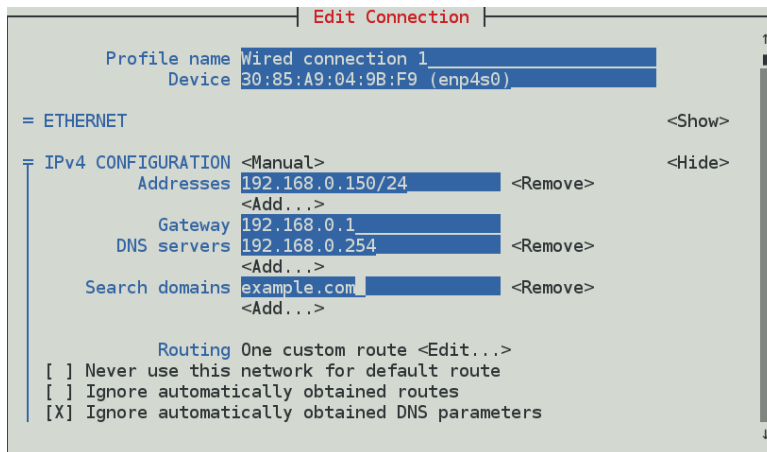 Edit Connection
Profile name Wired connection 1
Device 30:85:A9:04:9B:F9 (enp4s0)
= ETHERNET <Show>
= IPv4 CONFIGURATION <Manual> <Hide>
Addresses 192.168.0.150/24 <Remove>
<Add...>
Gateway 192.168.0.1
DNS servers 192.168.0.254 <Remove>
<Add...>
Search domains example.com <Remove>
<Add...>
Routing One custom route <Edit...>
[ ] Never use this network for default route
[ ] Ignore automatically obtained routes
[X] Ignore automatically obtained DNS parameters